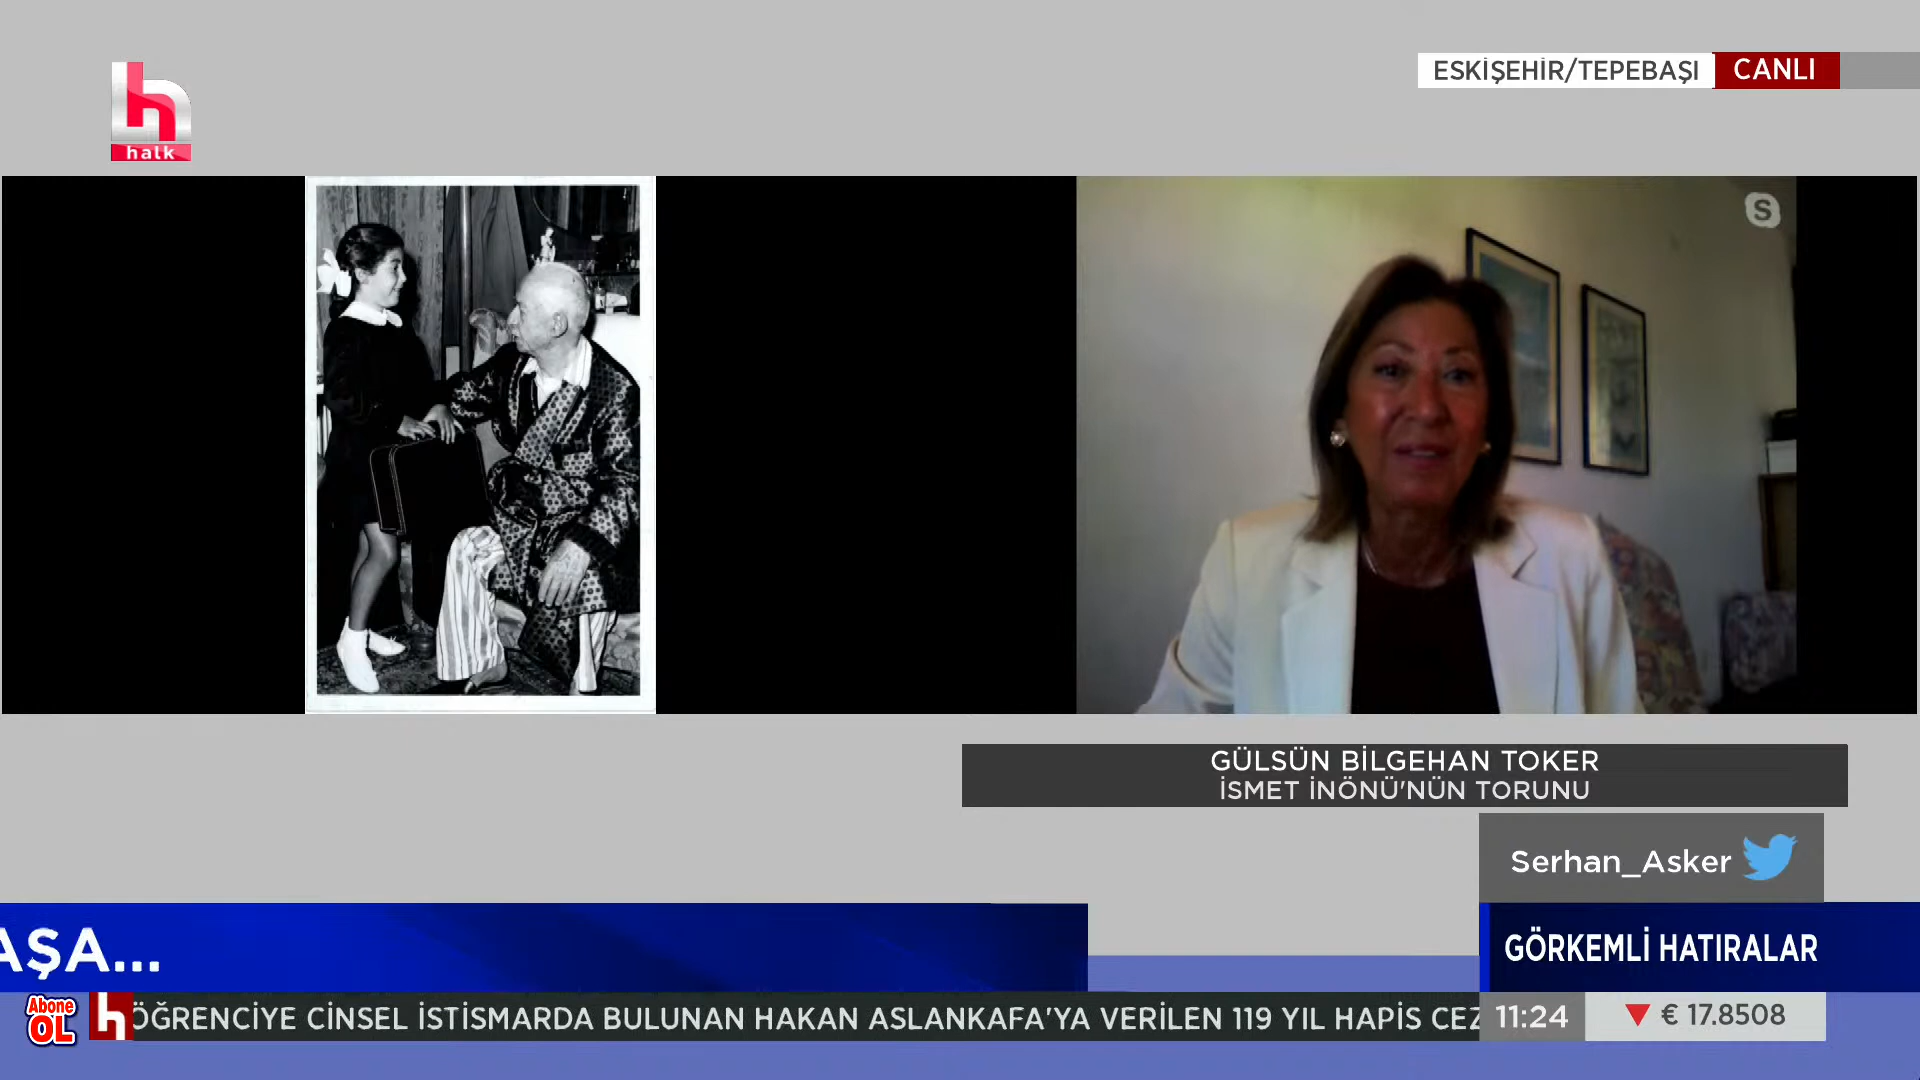 ESKİŞEHİR/TEPEBAŞI CANLI
h
halk
S
GÜLSÜN BİLGEHAN TOKER
İSMET İNÖNÜ'NÜN TORUNU
Serhan_Asker
AŞA...
GÖRKEMLİ HATIRALAR
Abone
OL
h
ÖĞRENCİYE CİNSEL İSTİSMARDA BULUNAN HAKAN ASLANKAFA'YA VERİLEN 119 YIL HAPİS CEZ
11:24
€ 17.8508